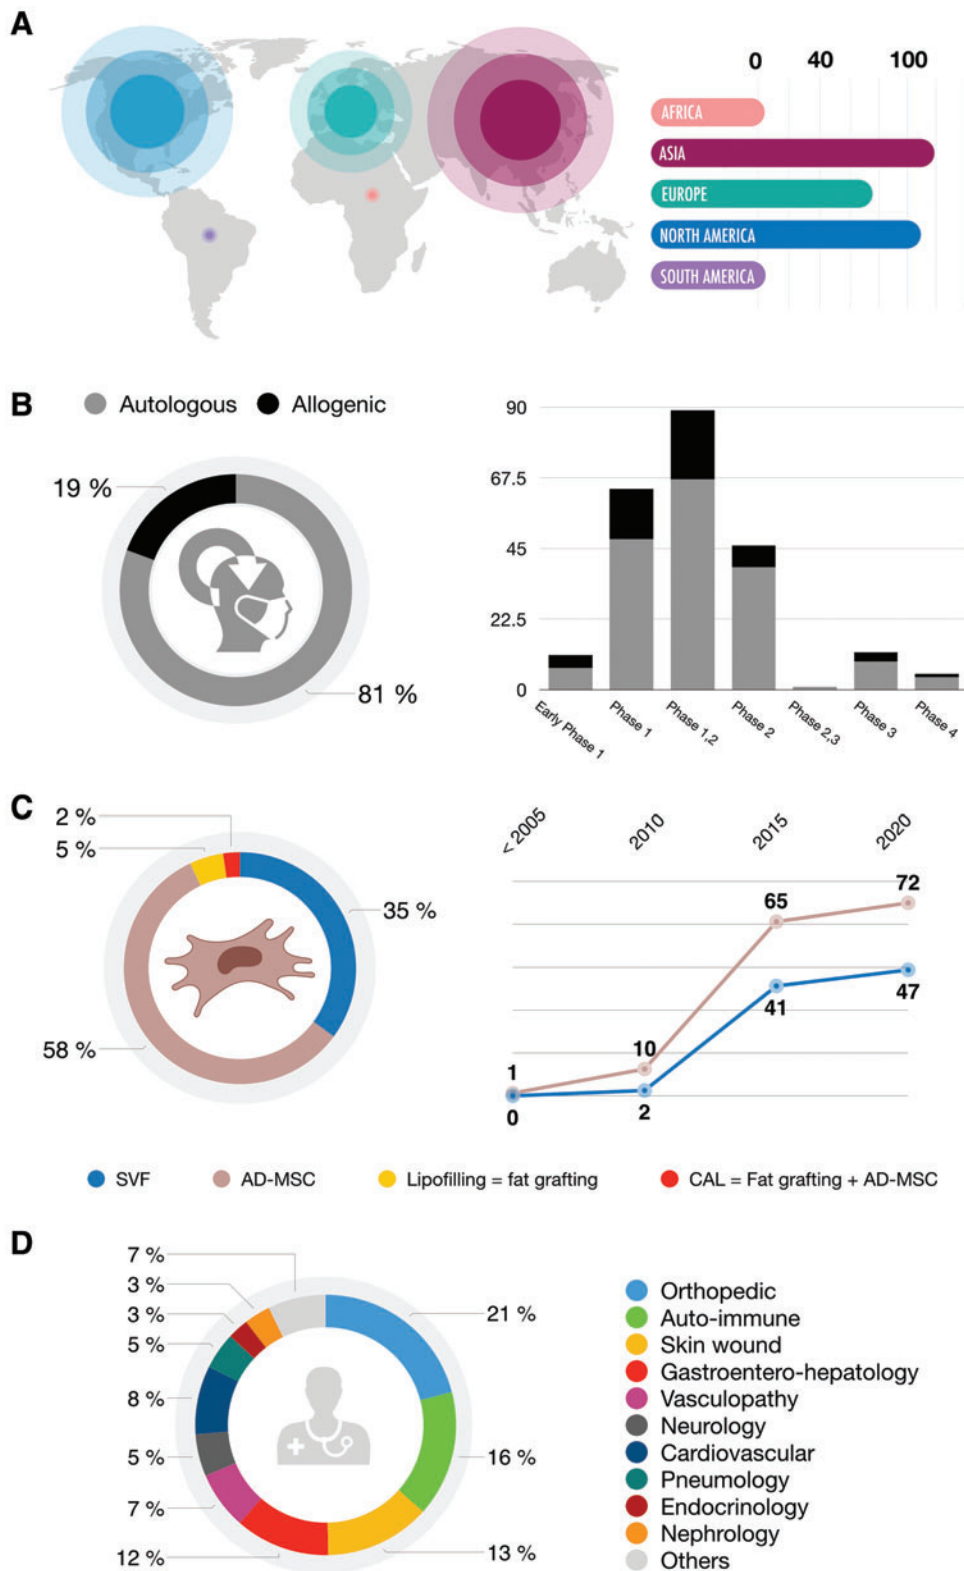 A
0 40 100
AFRICA
ASIA
EUROPE
NORTH AMERICA
SOUTH AMERICA
B
Autologous Allogenic
19 %
81 %
90
67.5
45
22.5
0
Early Phase 1 Phase 1 Phase 1,2 Phase 2 Phase 2,3 Phase 3 Phase 4
C
2 %
5 %
35 %
58 %
< 2005 2010 2015 2020
65 72
41 47
1 10
0 2
SVF AD-MSC Lipofilling = fat grafting CAL = Fat grafting + AD-MSC
D
7 %
3 %
3 %
5 %
8 %
5 %
7 %
12 %
21 %
16 %
13 %
Orthopedic
Auto-immune
Skin wound
Gastroentero-hepatology
Vasculopathy
Neurology
Cardiovascular
Pneumology
Endocrinology
Nephrology
Others